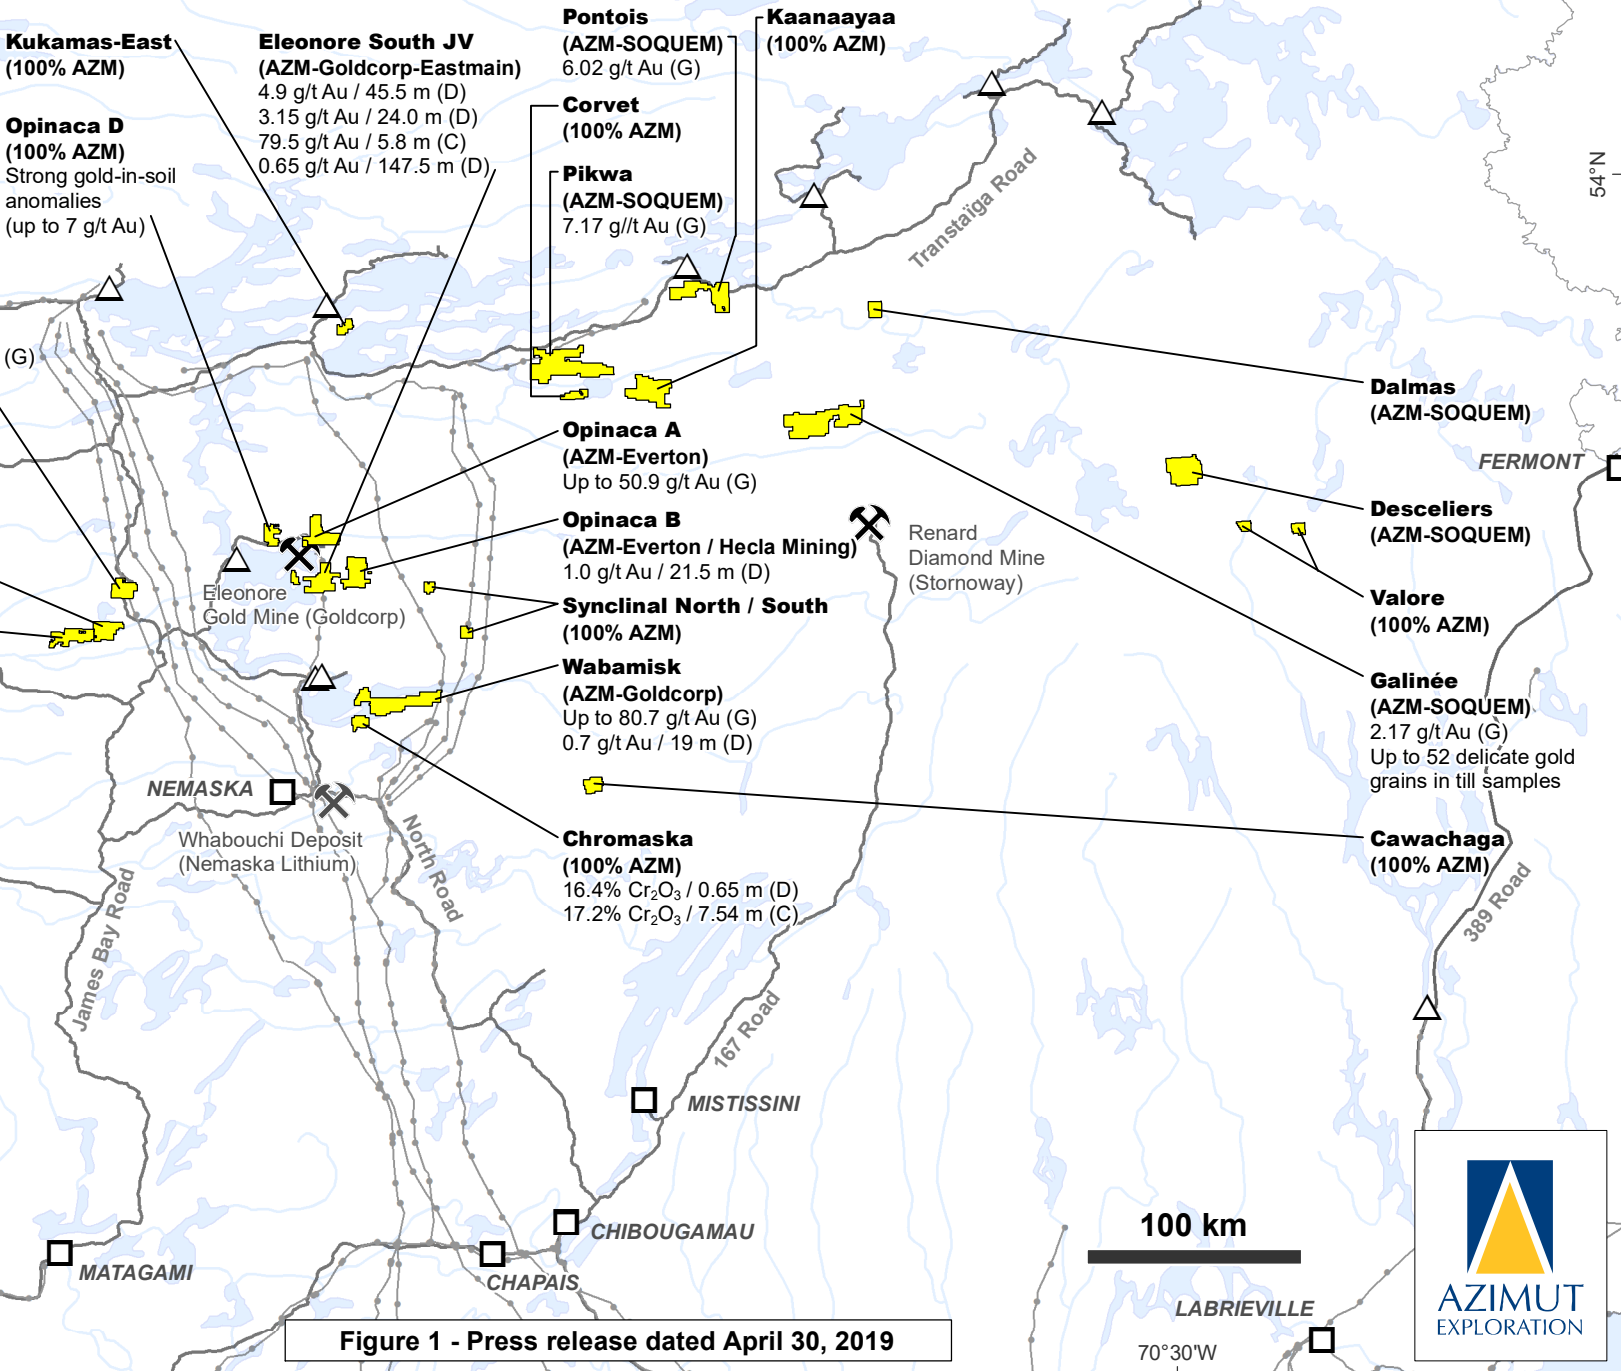 Kukamas-East
(100% AZM)
Opinaca D
(100% AZM)
Strong gold-in-soil
anomalies
(up to 7 g/t Au)
(G)
Eleonore South JV
(AZM-Goldcorp-Eastmain)
4.9 g/t Au / 45.5 m (D)
3.15 g/t Au / 24.0 m (D)
79.5 g/t Au / 5.8 m (C)
0.65 g/t Au / 147.5 m (D)
Pontois
(AZM-SOQUEM)
6.02 g/t Au (G)
Kaanaayaa
(100% AZM)
Corvet
(100% AZM)
Pikwa
(AZM-SOQUEM)
7.17 g//t Au (G)
Transtaïga Road
54°N
Opinaca A
(AZM-Everton)
Up to 50.9 g/t Au (G)
Opinaca B
(AZM-Everton / Hecla Mining)
1.0 g/t Au / 21.5 m (D)
Synclinal North / South
(100% AZM)
Wabamisk
(AZM-Goldcorp)
Up to 80.7 g/t Au (G)
0.7 g/t Au / 19 m (D)
Chromaska
(100% AZM)
16.4% Cr₂O₃ / 0.65 m (D)
17.2% Cr₂O₃ / 7.54 m (C)
Eleonore
Gold Mine (Goldcorp)
Renard
Diamond Mine
(Stornoway)
Dalmas
(AZM-SOQUEM)
FERMONT
Desceliers
(AZM-SOQUEM)
Valore
(100% AZM)
Galinée
(AZM-SOQUEM)
2.17 g/t Au (G)
Up to 52 delicate gold
grains in till samples
Cawachaga
(100% AZM)
NEMASKA
Whabouchi Deposit
(Nemaska Lithium)
North Road
James Bay Road
389 Road
167 Road
MISTISSINI
CHIBOUGAMAU
CHAPAIS
MATAGAMI
100 km
LABRIEVILLE
70°30'W
AZIMUT
EXPLORATION
Figure 1 - Press release dated April 30, 2019